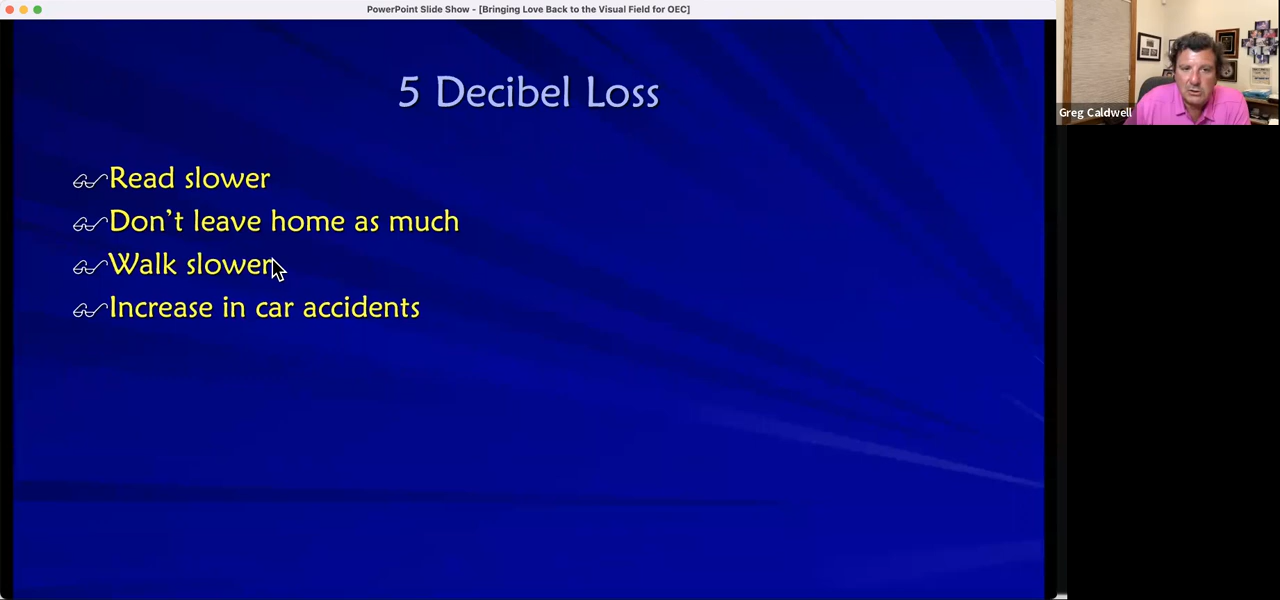 PowerPoint Slide Show - [Bringing Love Back to the Visual Field for OEC]
5 Decibel Loss
Read slower
Don't leave home as much
Walk slower
Increase in car accidents
Greg Caldwell